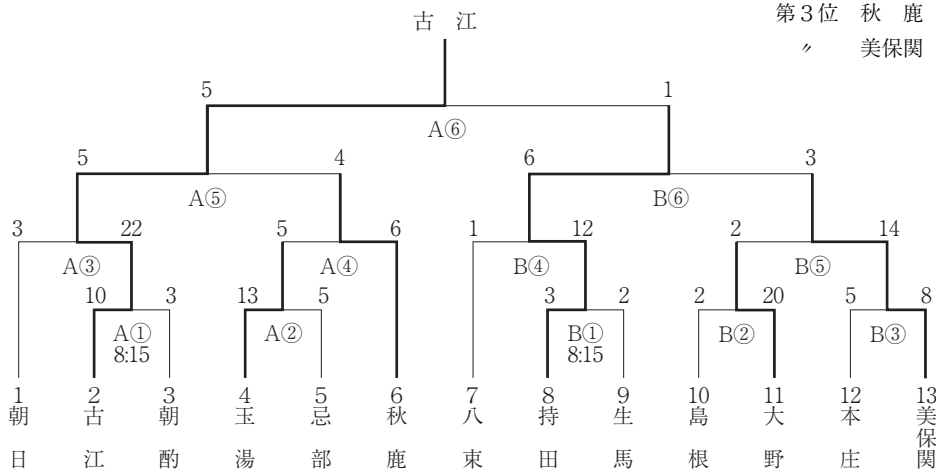 古江
第3位 秋鹿
〃 美保関
5 1
A⑥
5 4 6 3
A⑤ B⑥
3 22 5 6 1 12 2 14
A③ A④ B④ B⑤
10 3 13 5 3 2 2 20 5 8
A① A② B① B② B③
8:15 8:15
1 2 3 4 5 6 7 8 9 10 11 12 13
朝日 古江 朝酌 玉湯 忌部 秋鹿 八束 持田 生馬 島根 大野 本庄 美保関